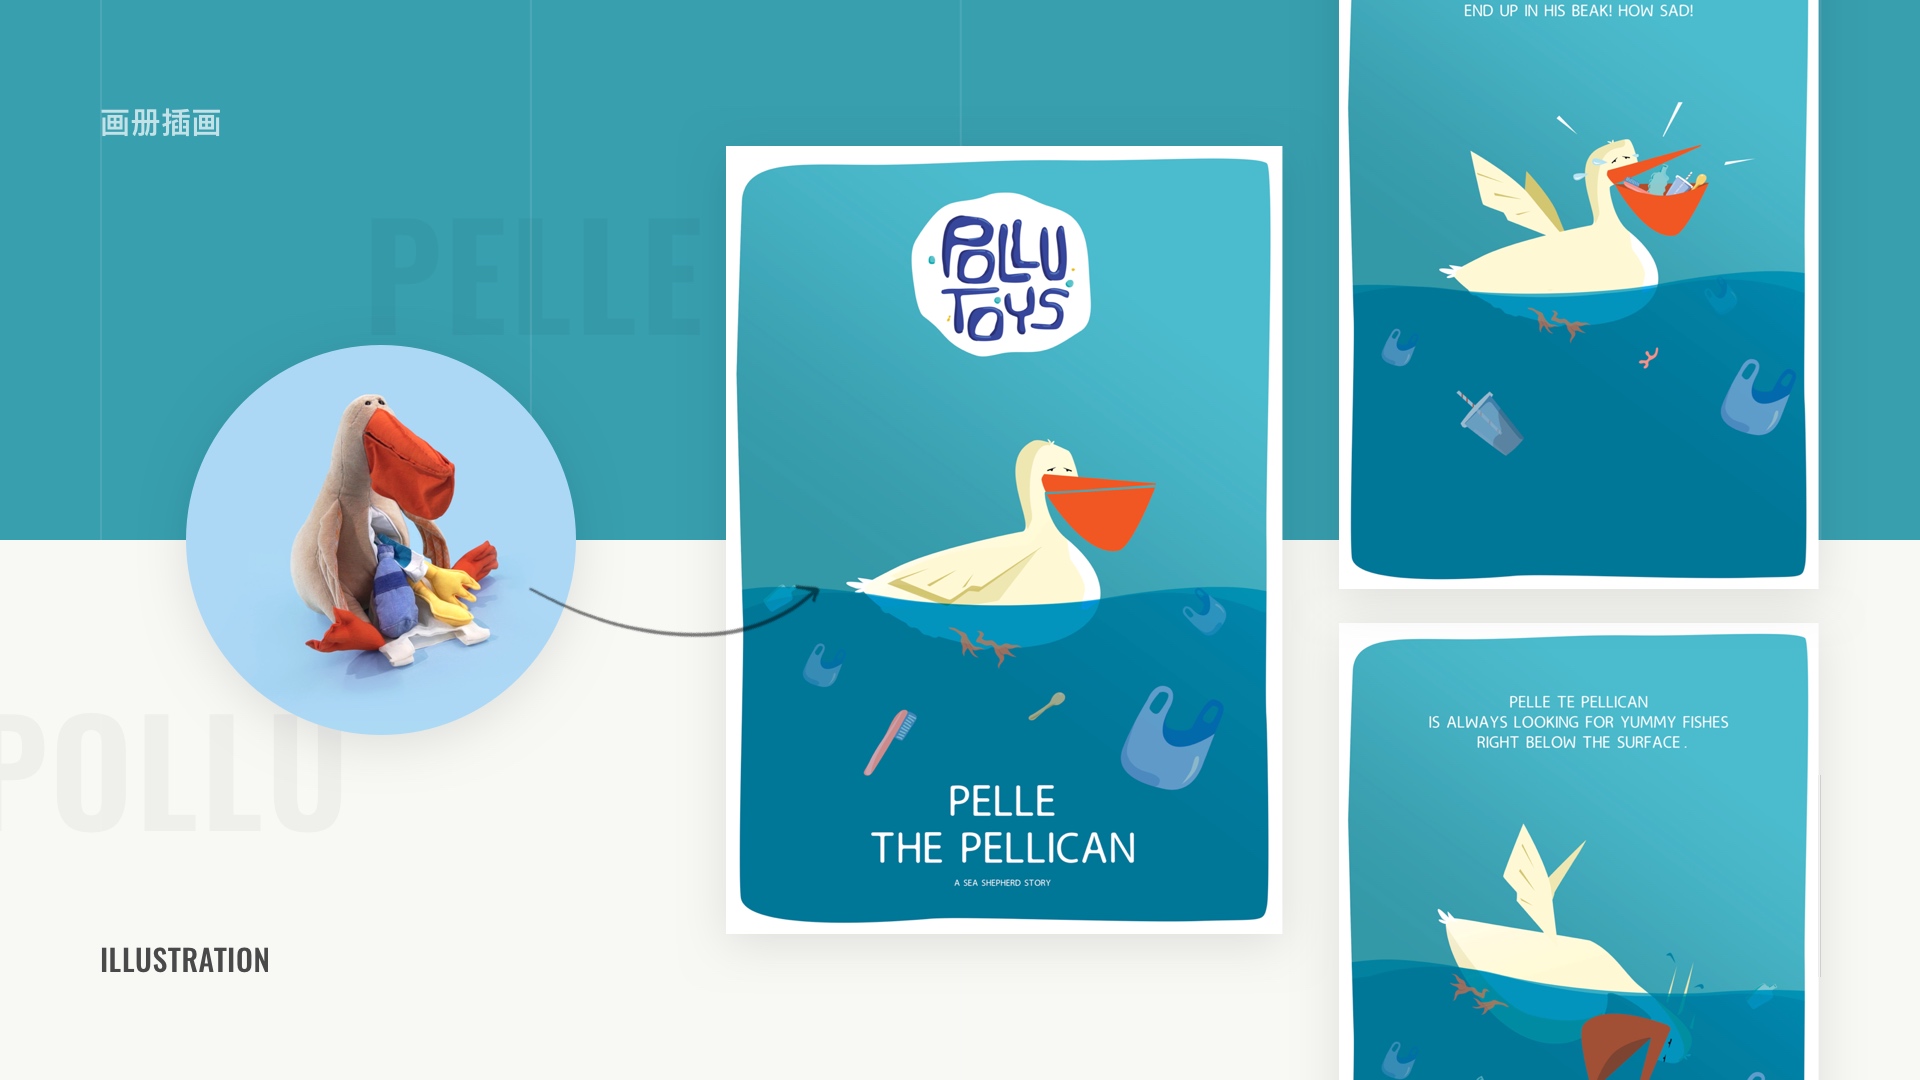 画册插画
PELLE
POLLU
ILLUSTRATION
POLLU
TOYS
PELLE
THE PELLICAN
A SEA SHEPHERD STORY
END UP IN HIS BEAK! HOW SAD!
PELLE TE PELLICAN
IS ALWAYS LOOKING FOR YUMMY FISHES
RIGHT BELOW THE SURFACE.